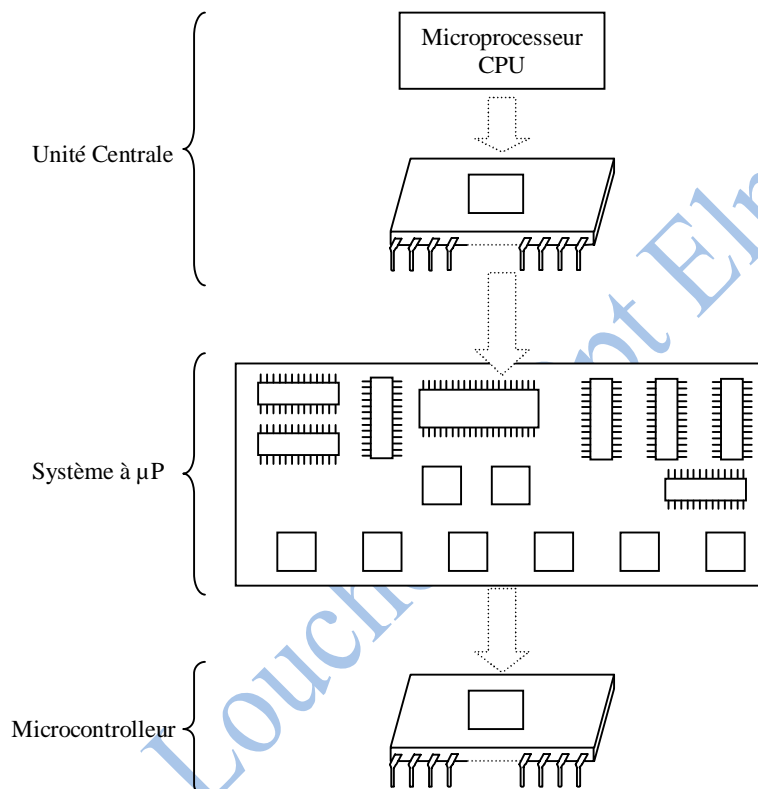 Microprocesseur
CPU
Unité Centrale
Système à µP
Microcontrolleur